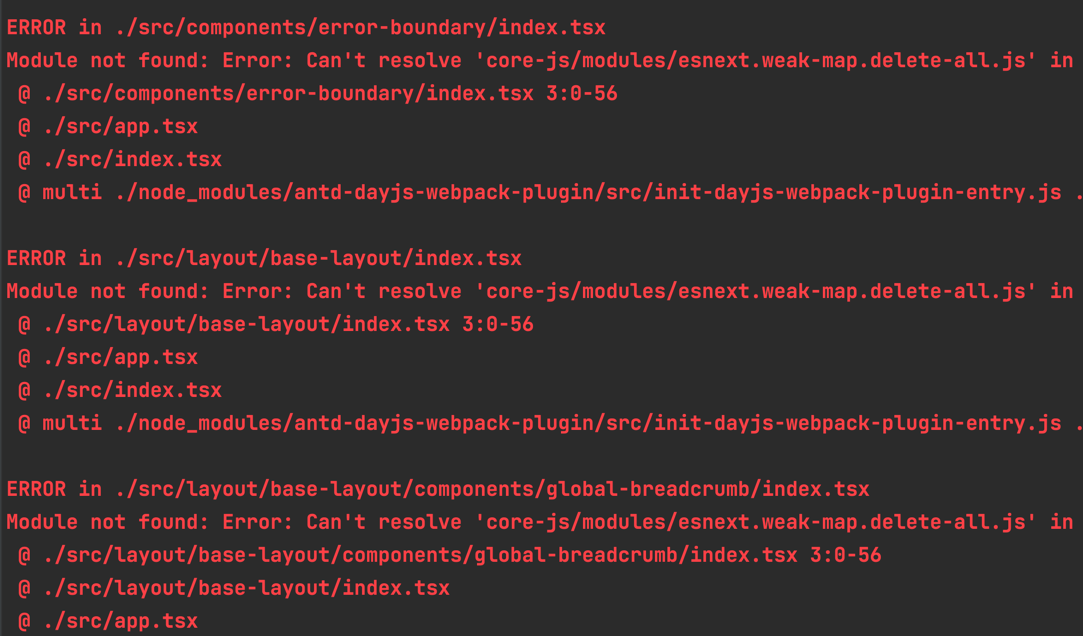 ERROR in ./src/components/error-boundary/index.tsx
Module not found: Error: Can't resolve 'core-js/modules/esnext.weak-map.delete-all.js' in
@ ./src/components/error-boundary/index.tsx 3:0-56
@ ./src/app.tsx
@ ./src/index.tsx
@ multi ./node_modules/antd-dayjs-webpack-plugin/src/init-dayjs-webpack-plugin-entry.js .
ERROR in ./src/layout/base-layout/index.tsx
Module not found: Error: Can't resolve 'core-js/modules/esnext.weak-map.delete-all.js' in
@ ./src/layout/base-layout/index.tsx 3:0-56
@ ./src/app.tsx
@ ./src/index.tsx
@ multi ./node_modules/antd-dayjs-webpack-plugin/src/init-dayjs-webpack-plugin-entry.js .
ERROR in ./src/layout/base-layout/components/global-breadcrumb/index.tsx
Module not found: Error: Can't resolve 'core-js/modules/esnext.weak-map.delete-all.js' in
@ ./src/layout/base-layout/components/global-breadcrumb/index.tsx 3:0-56
@ ./src/layout/base-layout/index.tsx
@ ./src/app.tsx